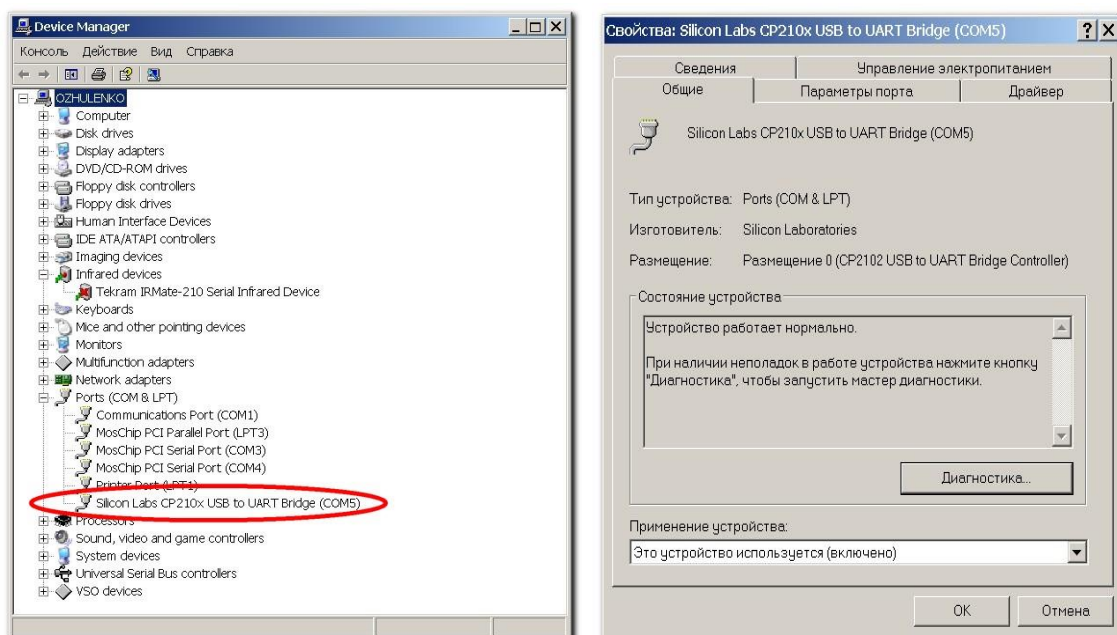 Device Manager
Консоль Действие Вид Справка
OZHULENKO
Computer
Disk drives
Display adapters
DVD/CD-ROM drives
Floppy disk controllers
Floppy disk drives
Human Interface Devices
IDE ATA/ATAPI controllers
Imaging devices
Infrared devices
Tekram IRMate-210 Serial Infrared Device
Keyboards
Mice and other pointing devices
Monitors
Multifunction adapters
Network adapters
Ports (COM & LPT)
Communications Port (COM1)
MosChip PCI Parallel Port (LPT3)
MosChip PCI Serial Port (COM3)
MosChip PCI Serial Port (COM4)
Printer Port (LPT1)
Silicon Labs CP210x USB to UART Bridge (COM5)
Processors
Sound, video and game controllers
System devices
Universal Serial Bus controllers
VSO devices
Свойства: Silicon Labs CP210x USB to UART Bridge (COM5)
Сведения Управление электропитанием
Общие Параметры порта Драйвер
Silicon Labs CP210x USB to UART Bridge (COM5)
Тип устройства: Ports (COM & LPT)
Изготовитель: Silicon Laboratories
Размещение: Размещение 0 (CP2102 USB to UART Bridge Controller)
Состояние устройства
Устройство работает нормально.
При наличии неполадок в работе устройства нажмите кнопку
"Диагностика", чтобы запустить мастер диагностики.
Диагностика...
Применение устройства:
Это устройство используется (включено)
OK Отмена